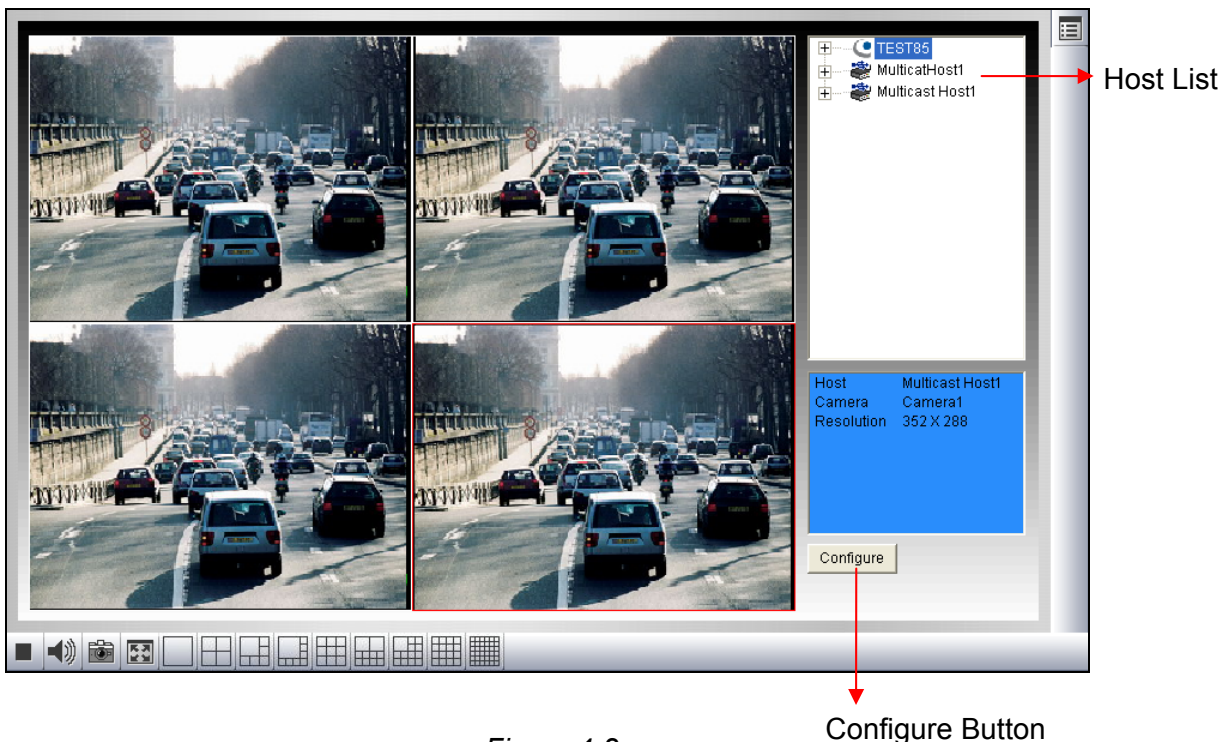 TEST85
MulticatHost1
Multicast Host1
Host List
Host Multicast Host1
Camera Camera1
Resolution 352 X 288
Configure
Configure Button